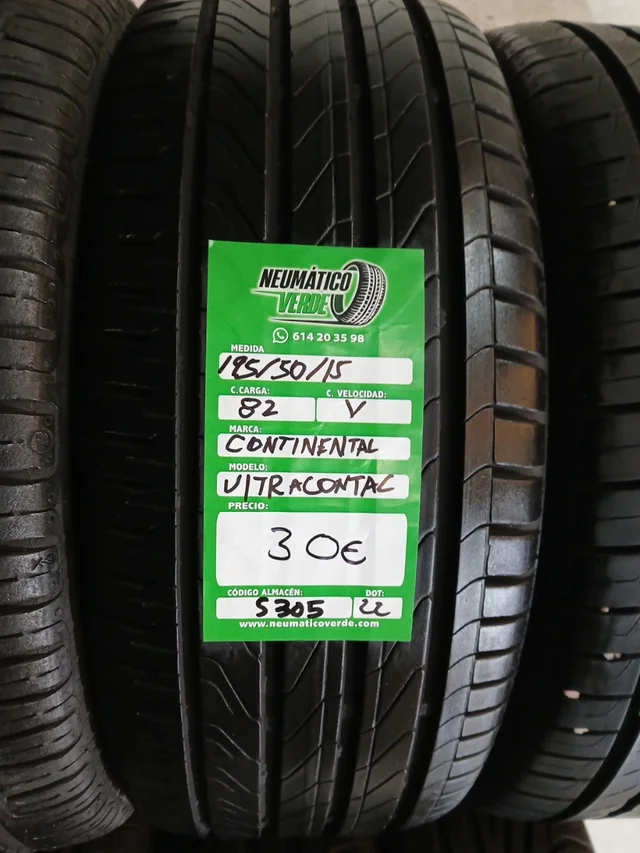 NEUMÁTICO
VERDE
614 20 35 98
MEDIDA
195/50/15
C.CARGA: C. VELOCIDAD:
82 V
MARCA:
CONTINENTAL
MODELO:
UlTRACONTAC
PRECIO:
30€
CÓDIGO ALMACÉN: DOT:
S305 22
www.neumaticoverde.com